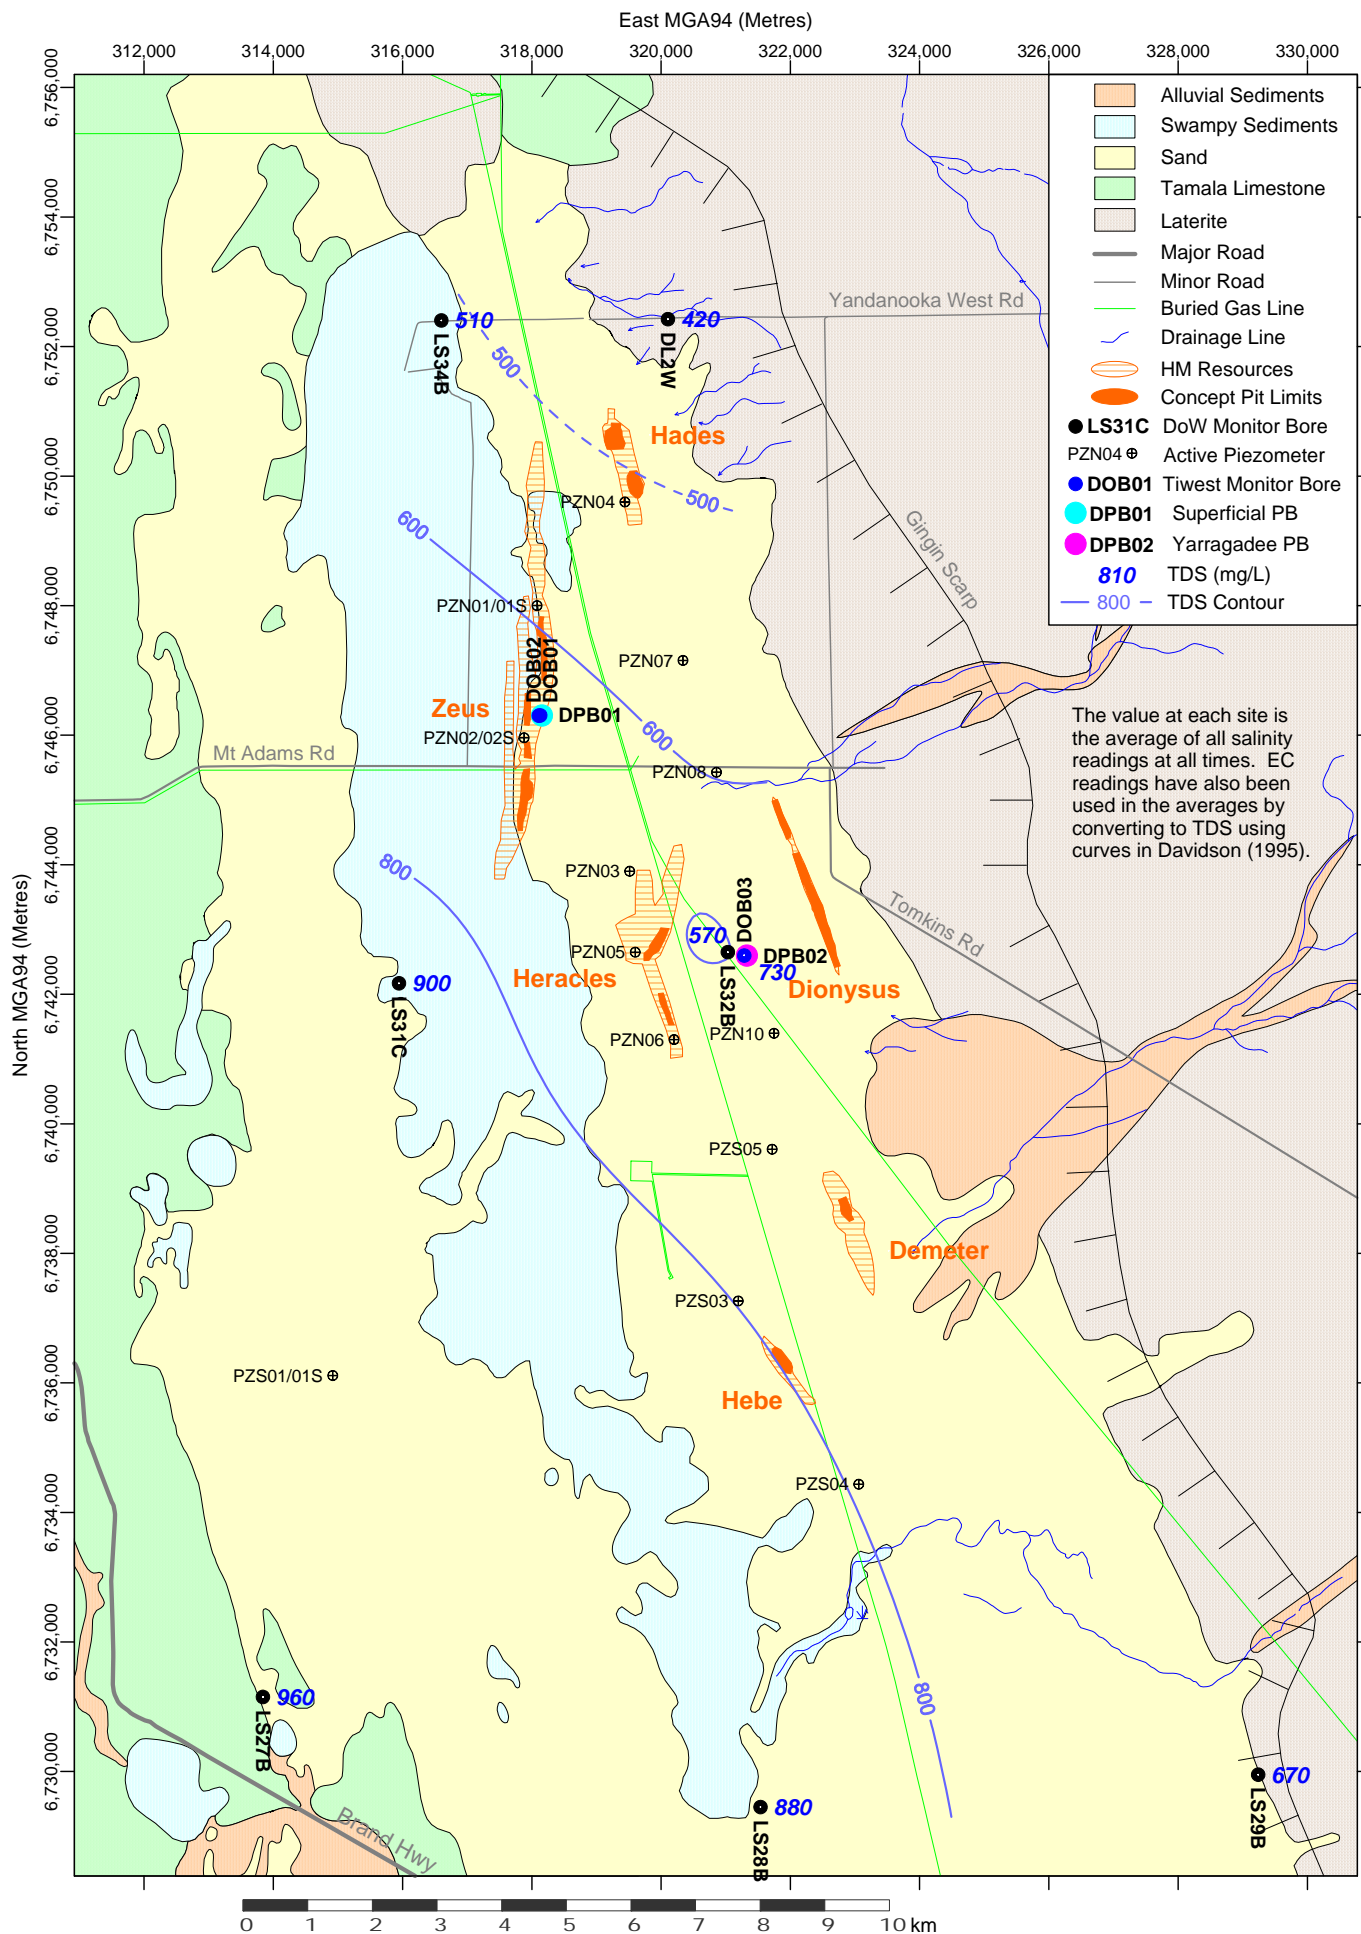 East MGA94 (Metres)
312,000
314,000
316,000
318,000
320,000
322,000
324,000
326,000
328,000
330,000
North MGA94 (Metres)
6,756,000
6,754,000
6,752,000
6,750,000
6,748,000
6,746,000
6,744,000
6,742,000
6,740,000
6,738,000
6,736,000
6,734,000
6,732,000
6,730,000
Alluvial Sediments
Swampy Sediments
Sand
Tamala Limestone
Laterite
Major Road
Minor Road
Buried Gas Line
Drainage Line
HM Resources
Concept Pit Limits
LS31C DoW Monitor Bore
PZN04 Active Piezometer
DOB01 Tiwest Monitor Bore
DPB01 Superficial PB
DPB02 Yarragadee PB
810 TDS (mg/L)
800 TDS Contour
The value at each site is
the average of all salinity
readings at all times. EC
readings have also been
used in the averages by
converting to TDS using
curves in Davidson (1995).
Yandanooka West Rd
510
LS34B
420
DL2W
500
Hades
500
PZN04
600
Gingin Scarp
PZN01/01S
DOB02
DOB01
PZN07
Zeus
DPB01
PZN02/02S
600
Mt Adams Rd
PZN08
800
PZN03
DOB03
Tomkins Rd
570
PZN05
DPB02
730
Heracles
LS32B
Dionysus
900
LS31C
PZN06
PZN10
PZS05
Demeter
PZS03
PZS01/01S
Hebe
PZS04
960
LS27B
800
670
LS29B
880
LS28B
Brand Hwy
0
1
2
3
4
5
6
7
8
9
10 km